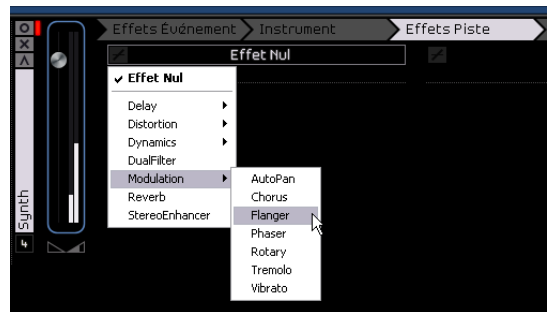 Effets Événement
Instrument
Effets Piste
Effet Nul
✓ Effet Nul
Delay
Distortion
Dynamics
DualFilter
Modulation
Reverb
StereoEnhancer
AutoPan
Chorus
Flanger
Phaser
Rotary
Tremolo
Vibrato
Synth
4